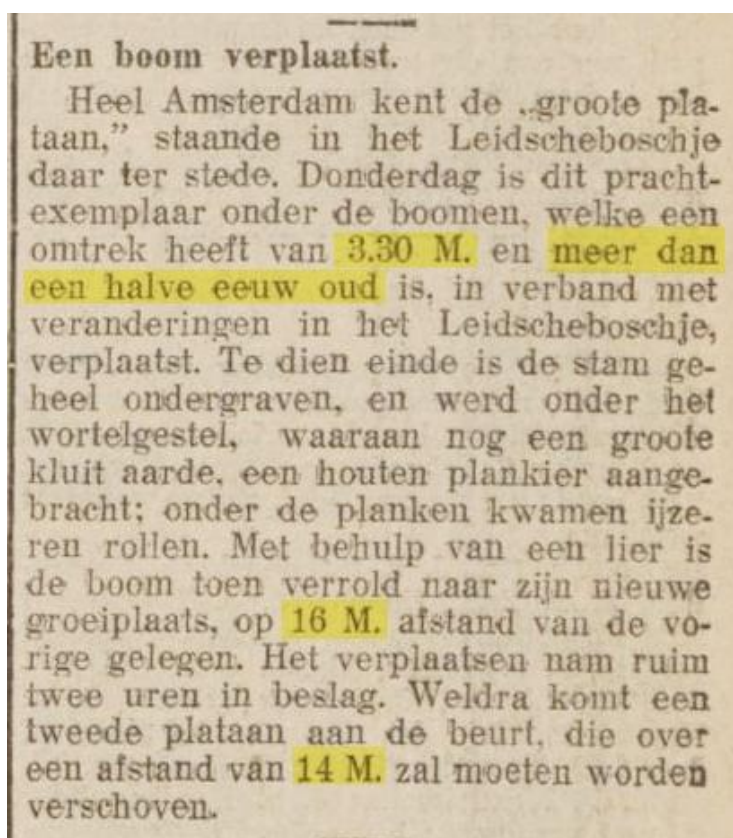 Een boom verplaatst.
Heel Amsterdam kent de „groote pla-
taan,” staande in het Leidscheboschje
daar ter stede. Donderdag is dit pracht-
exemplaar onder de boomen, welke een
omtrek heeft van 3.30 M. en meer dan
een halve eeuw oud is, in verband met
veranderingen in het Leidscheboschje,
verplaatst. Te dien einde is de stam ge-
heel ondergraven, en werd onder het
wortelgestel, waaraan nog een groote
kluit aarde, een houten plankier aange-
bracht; onder de planken kwamen ijze-
ren rollen. Met behulp van een lier is
de boom toen verrold naar zijn nieuwe
groeiplaats, op 16 M. afstand van de vo-
rige gelegen. Het verplaatsen nam ruim
twee uren in beslag. Weldra komt een
tweede plataan aan de beurt, die over
een afstand van 14 M. zal moeten worden
verschoven.